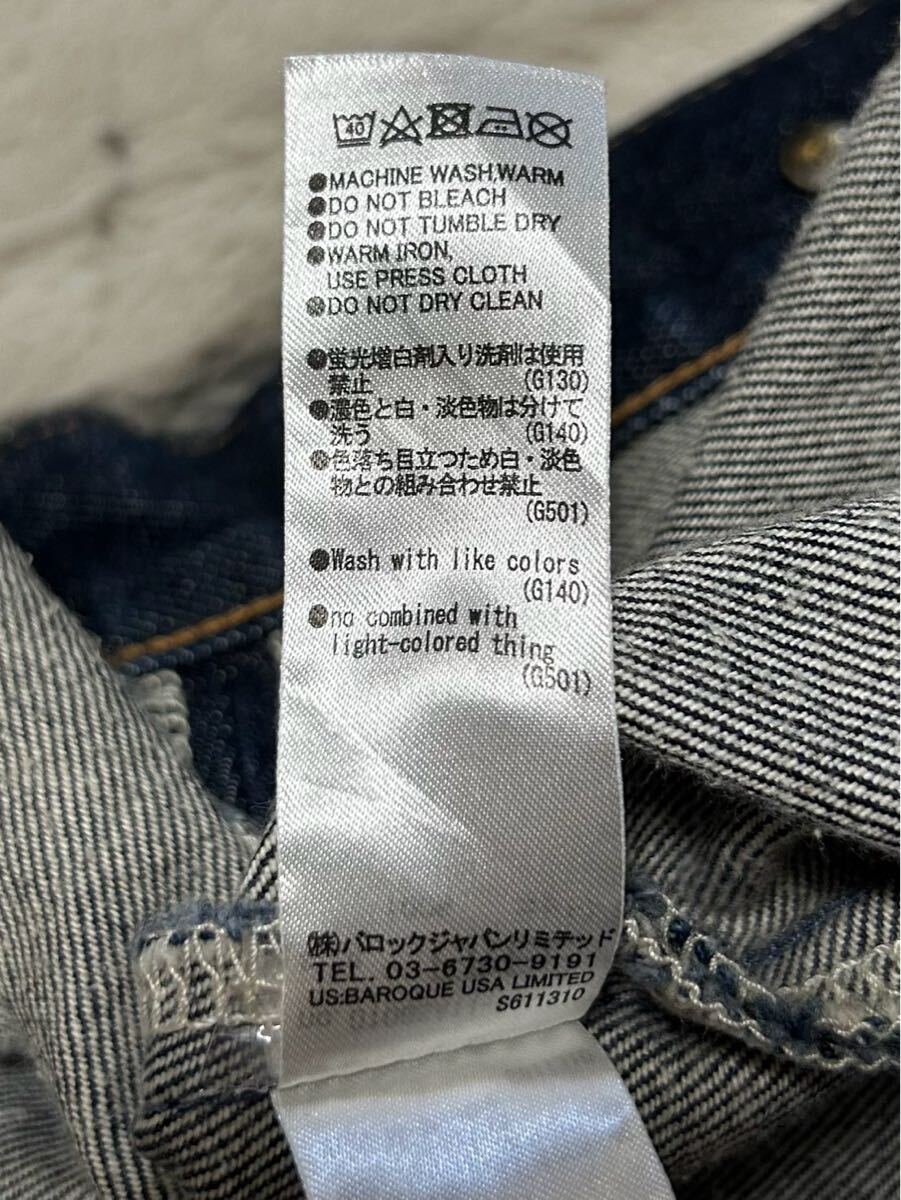 40
●MACHINE WASH,WARM
●DO NOT BLEACH
●DO NOT TUMBLE DRY
●WARM IRON,
USE PRESS CLOTH
●DO NOT DRY CLEAN
●蛍光増白剤入り洗剤は使用
禁止 (G130)
●濃色と白・淡色物は分けて
洗う (G140)
●色落ち目立つため白・淡色
物との組み合わせ禁止
(G501)
●Wash with like colors
(G140)
●no combined with
light-colored thing
(G501)
㈱バロックジャパンリミテッド
TEL. 03-6730-9191
US:BAROQUE USA LIMITED
S611310